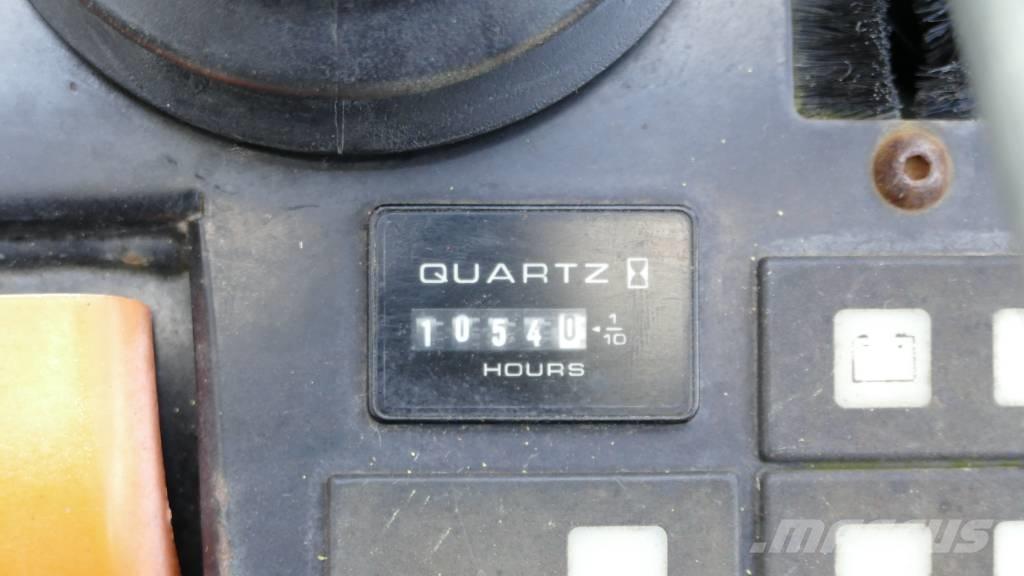 QUARTZ
10540 1/10
HOURS
MASCUS